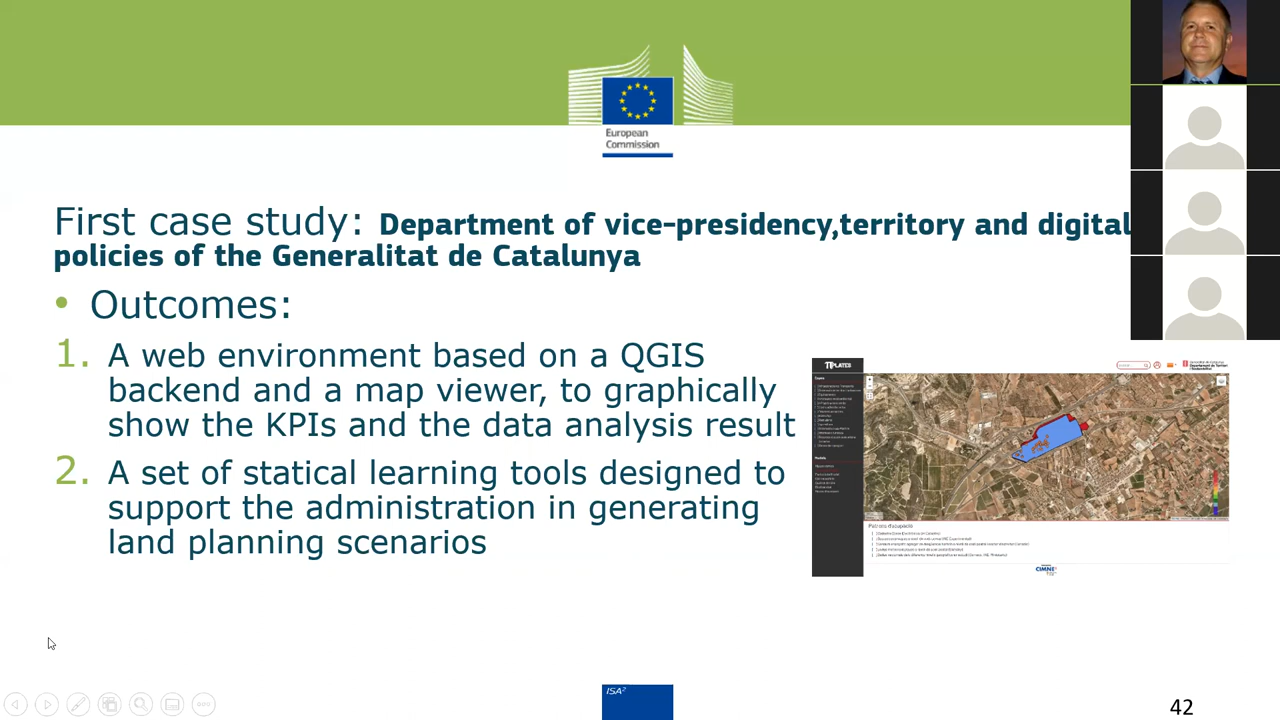 European
Commission
First case study: Department of vice-presidency,territory and digital
policies of the Generalitat de Catalunya
• Outcomes:
1. A web environment based on a QGIS
backend and a map viewer, to graphically
show the KPIs and the data analysis result
2. A set of statical learning tools designed to
support the administration in generating
land planning scenarios
CIMNE
ISA²
42